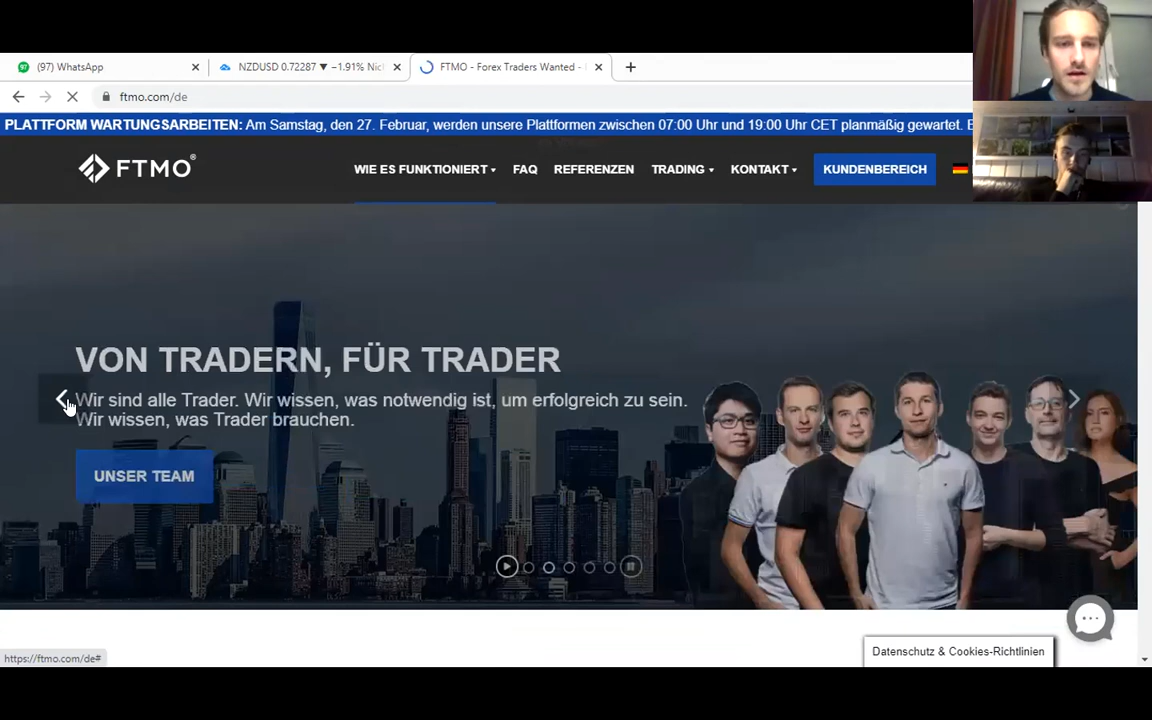 (97) WhatsApp
NZDUSD 0.72287 ▼ −1.91% Nicl
FTMO - Forex Traders Wanted -
ftmo.com/de
PLATTFORM WARTUNGSARBEITEN: Am Samstag, den 27. Februar, werden unsere Plattformen zwischen 07:00 Uhr und 19:00 Uhr CET planmäßig gewartet. E
FTMO®
WIE ES FUNKTIONIERT
FAQ
REFERENZEN
TRADING
KONTAKT
KUNDENBEREICH
VON TRADERN, FÜR TRADER
Wir sind alle Trader. Wir wissen, was notwendig ist, um erfolgreich zu sein.
Wir wissen, was Trader brauchen.
UNSER TEAM
Datenschutz & Cookies-Richtlinien
https://ftmo.com/de#